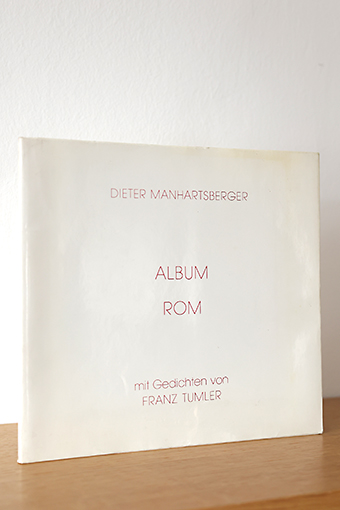 DIETER MANHARTSBERGER
ALBUM
ROM
mit Gedichten von
FRANZ TUMLER